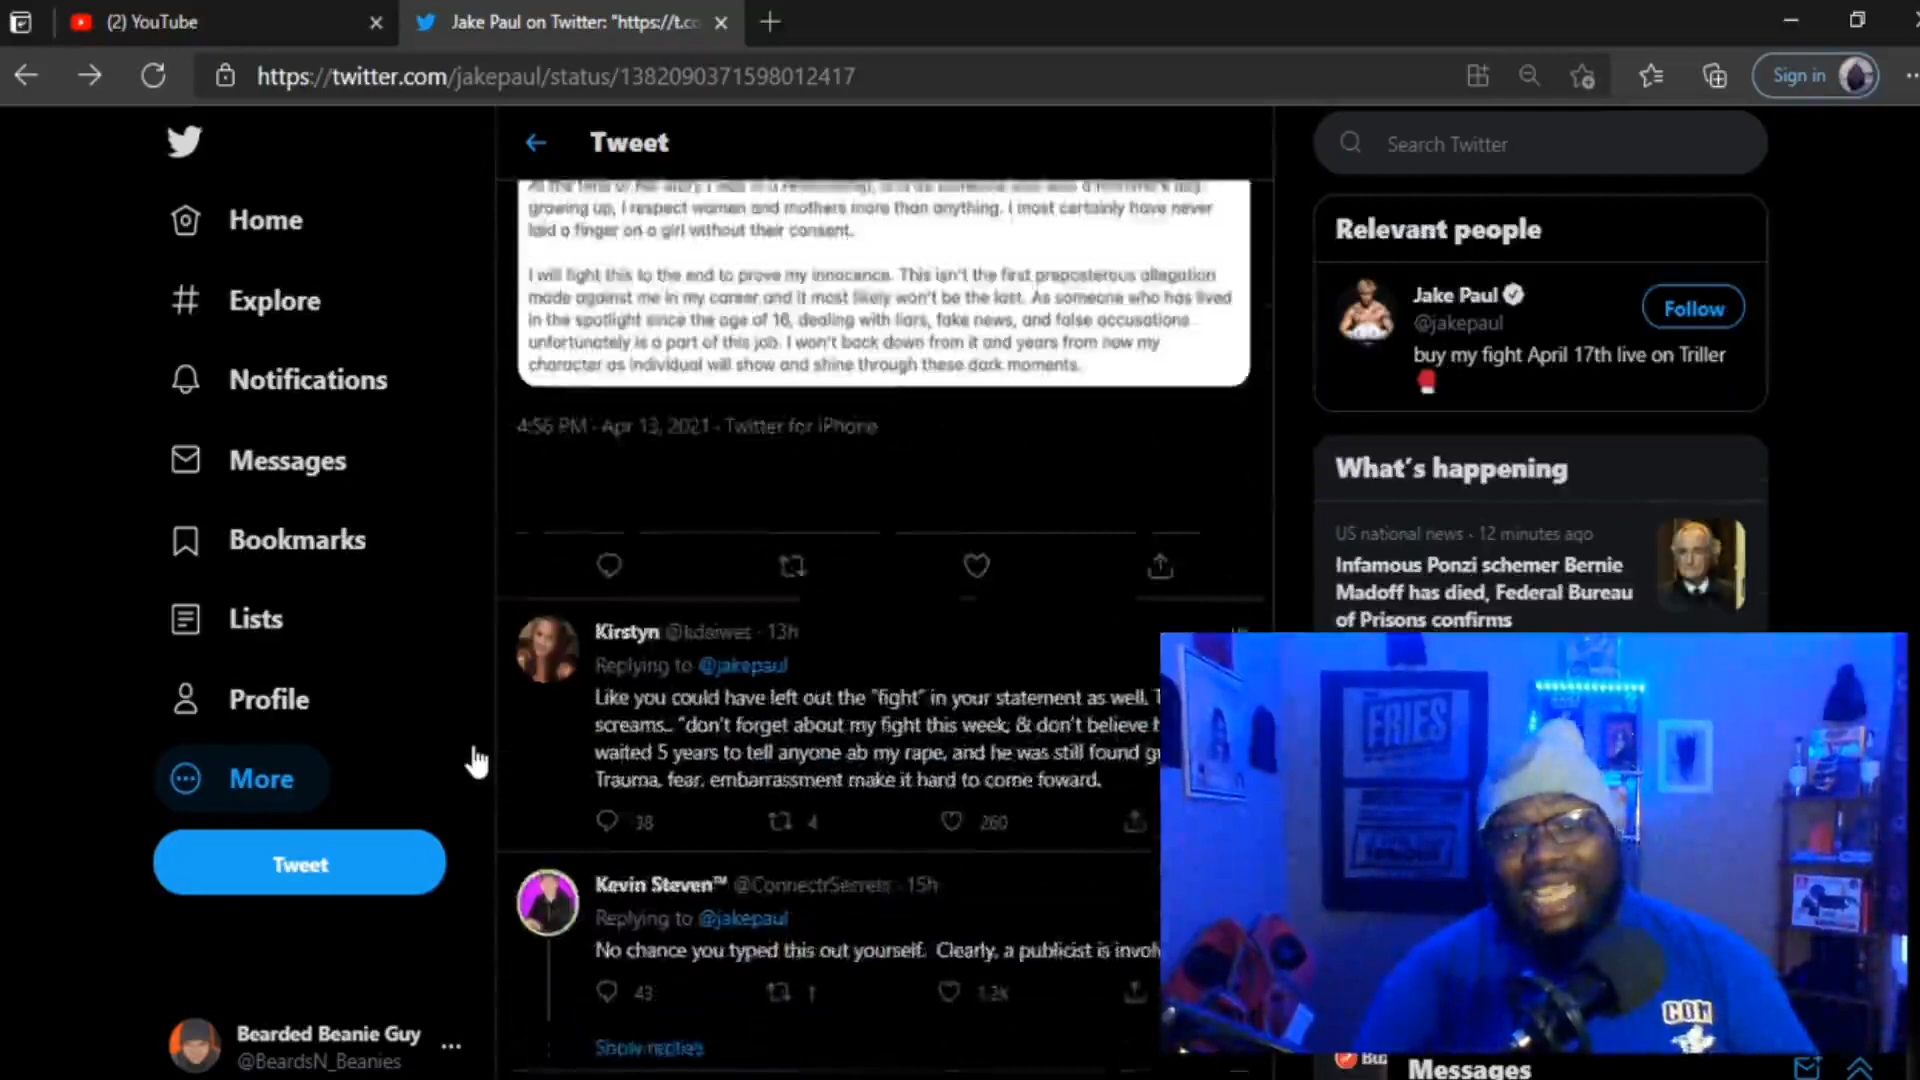 (2) YouTube
Jake Paul on Twitter: "https://t.co
https://twitter.com/jakepaul/status/1382090371598012417
Sign in
Home
Explore
Notifications
Messages
Bookmarks
Lists
Profile
More
Tweet
Bearded Beanie Guy
@BeardsN_Beanies
Tweet
growing up, I respect women and mothers more than anything. I most certainly have never
laid a finger on a girl without their consent.
I will fight this to the end to prove my innocence. This isn't the first preposterous allegation
made against me in my career and it most likely won't be the last. As someone who has lived
in the spotlight since the age of 16, dealing with liars, fake news, and false accusations
unfortunately is a part of this job. I won't back down from it and years from now my
character as individual will show and shine through these dark moments.
4:56 PM · Apr 13, 2021 · Twitter for iPhone
Kirstyn @kdaiwes · 13h
Replying to @jakepaul
Like you could have left out the "fight" in your statement as well. T
screams.. "don't forget about my fight this week, & don't believe h
waited 5 years to tell anyone ab my rape, and he was still found g
Trauma, fear, embarrassment make it hard to come foward.
38 4 260
Kevin Steven™ @ConnectrSecrets · 15h
Replying to @jakepaul
No chance you typed this out yourself. Clearly, a publicist is invol
43 1 1.2K
Show replies
Search Twitter
Relevant people
Jake Paul
@jakepaul
Follow
buy my fight April 17th live on Triller
What's happening
US national news · 12 minutes ago
Infamous Ponzi schemer Bernie
Madoff has died, Federal Bureau
of Prisons confirms
FRIES
COM
Messages